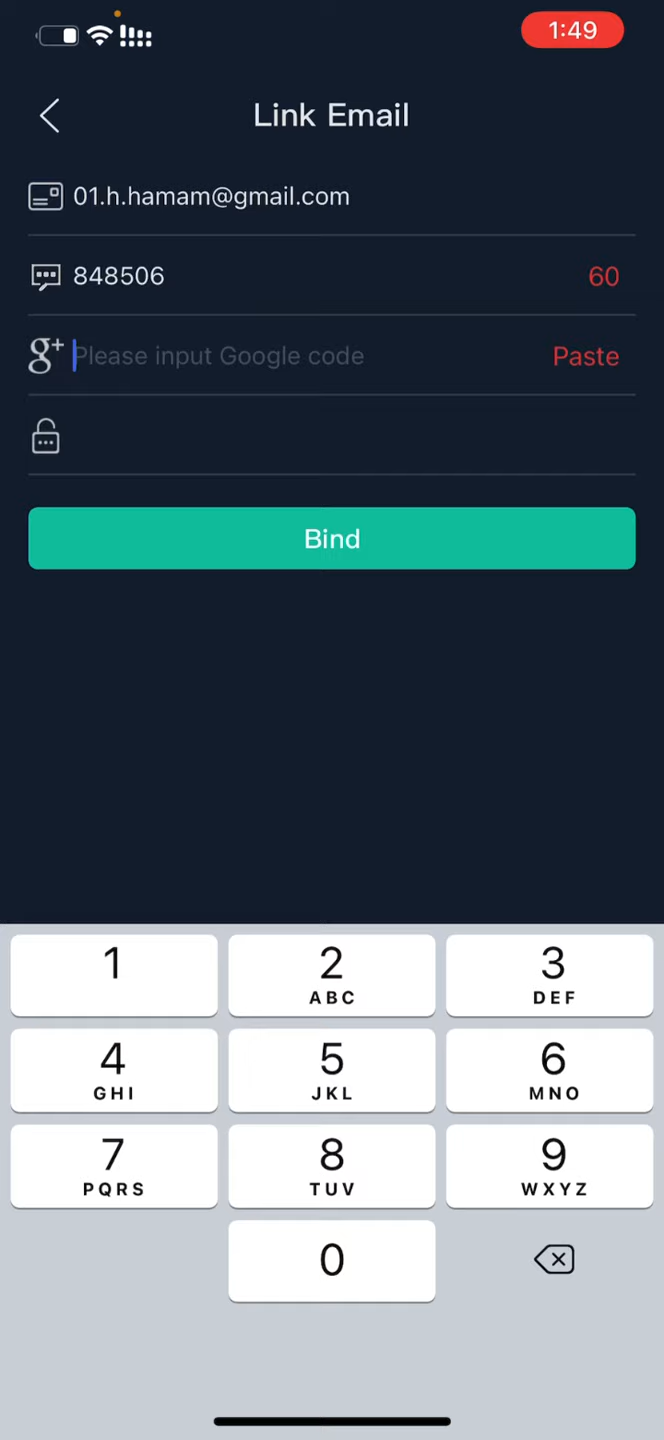 1:49
Link Email
01.h.hamam@gmail.com
848506 60
g+ Please input Google code Paste
Bind
1 2 ABC 3 DEF
4 GHI 5 JKL 6 MNO
7 PQRS 8 TUV 9 WXYZ
0